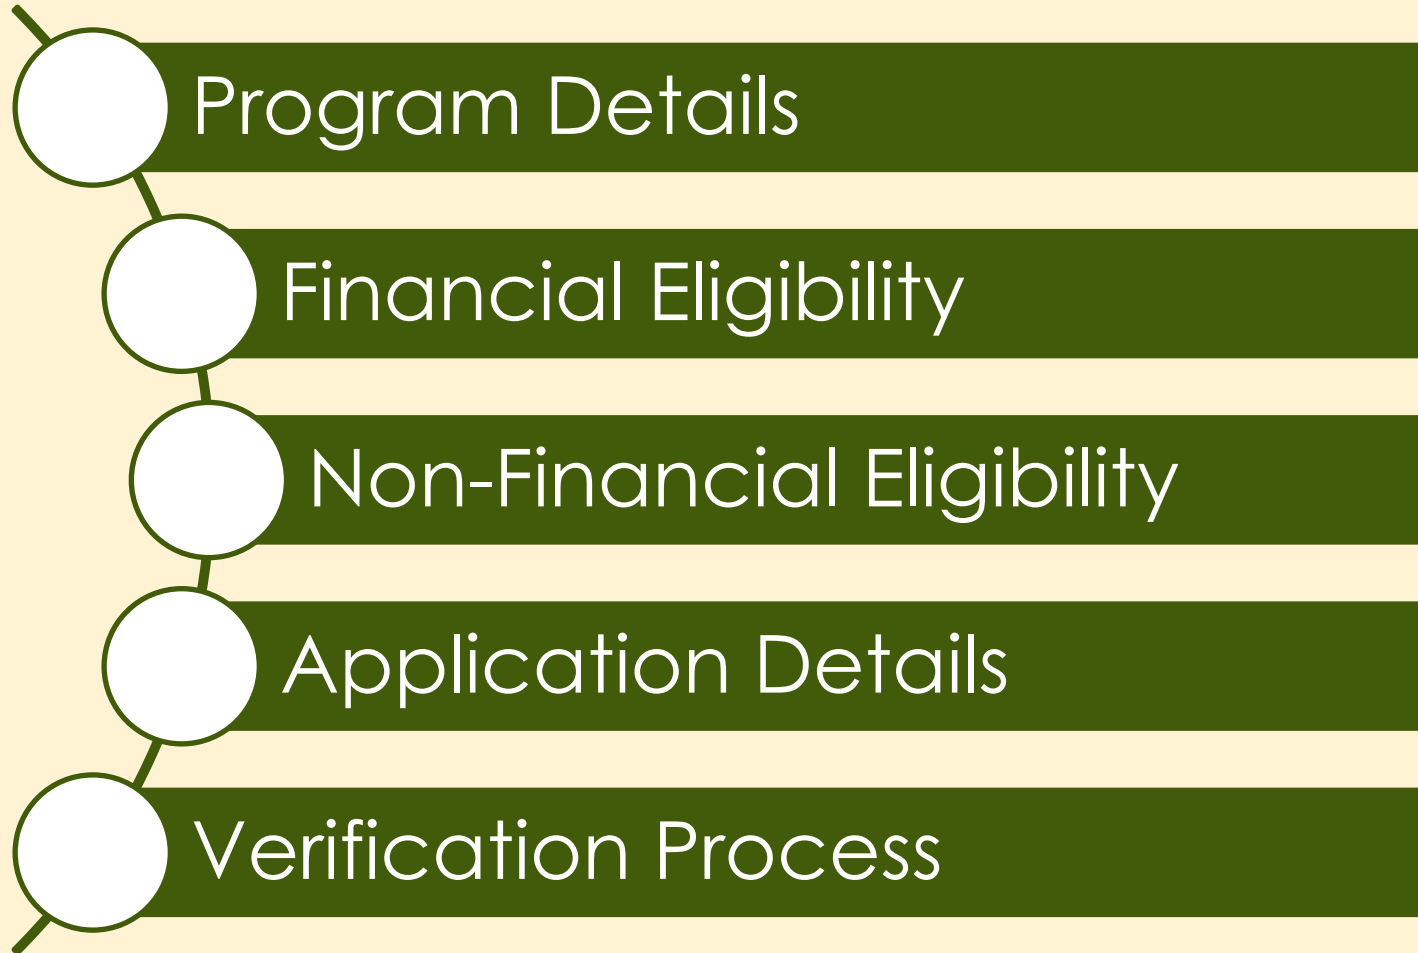 Program Details
Financial Eligibility
Non-Financial Eligibility
Application Details
Verification Process